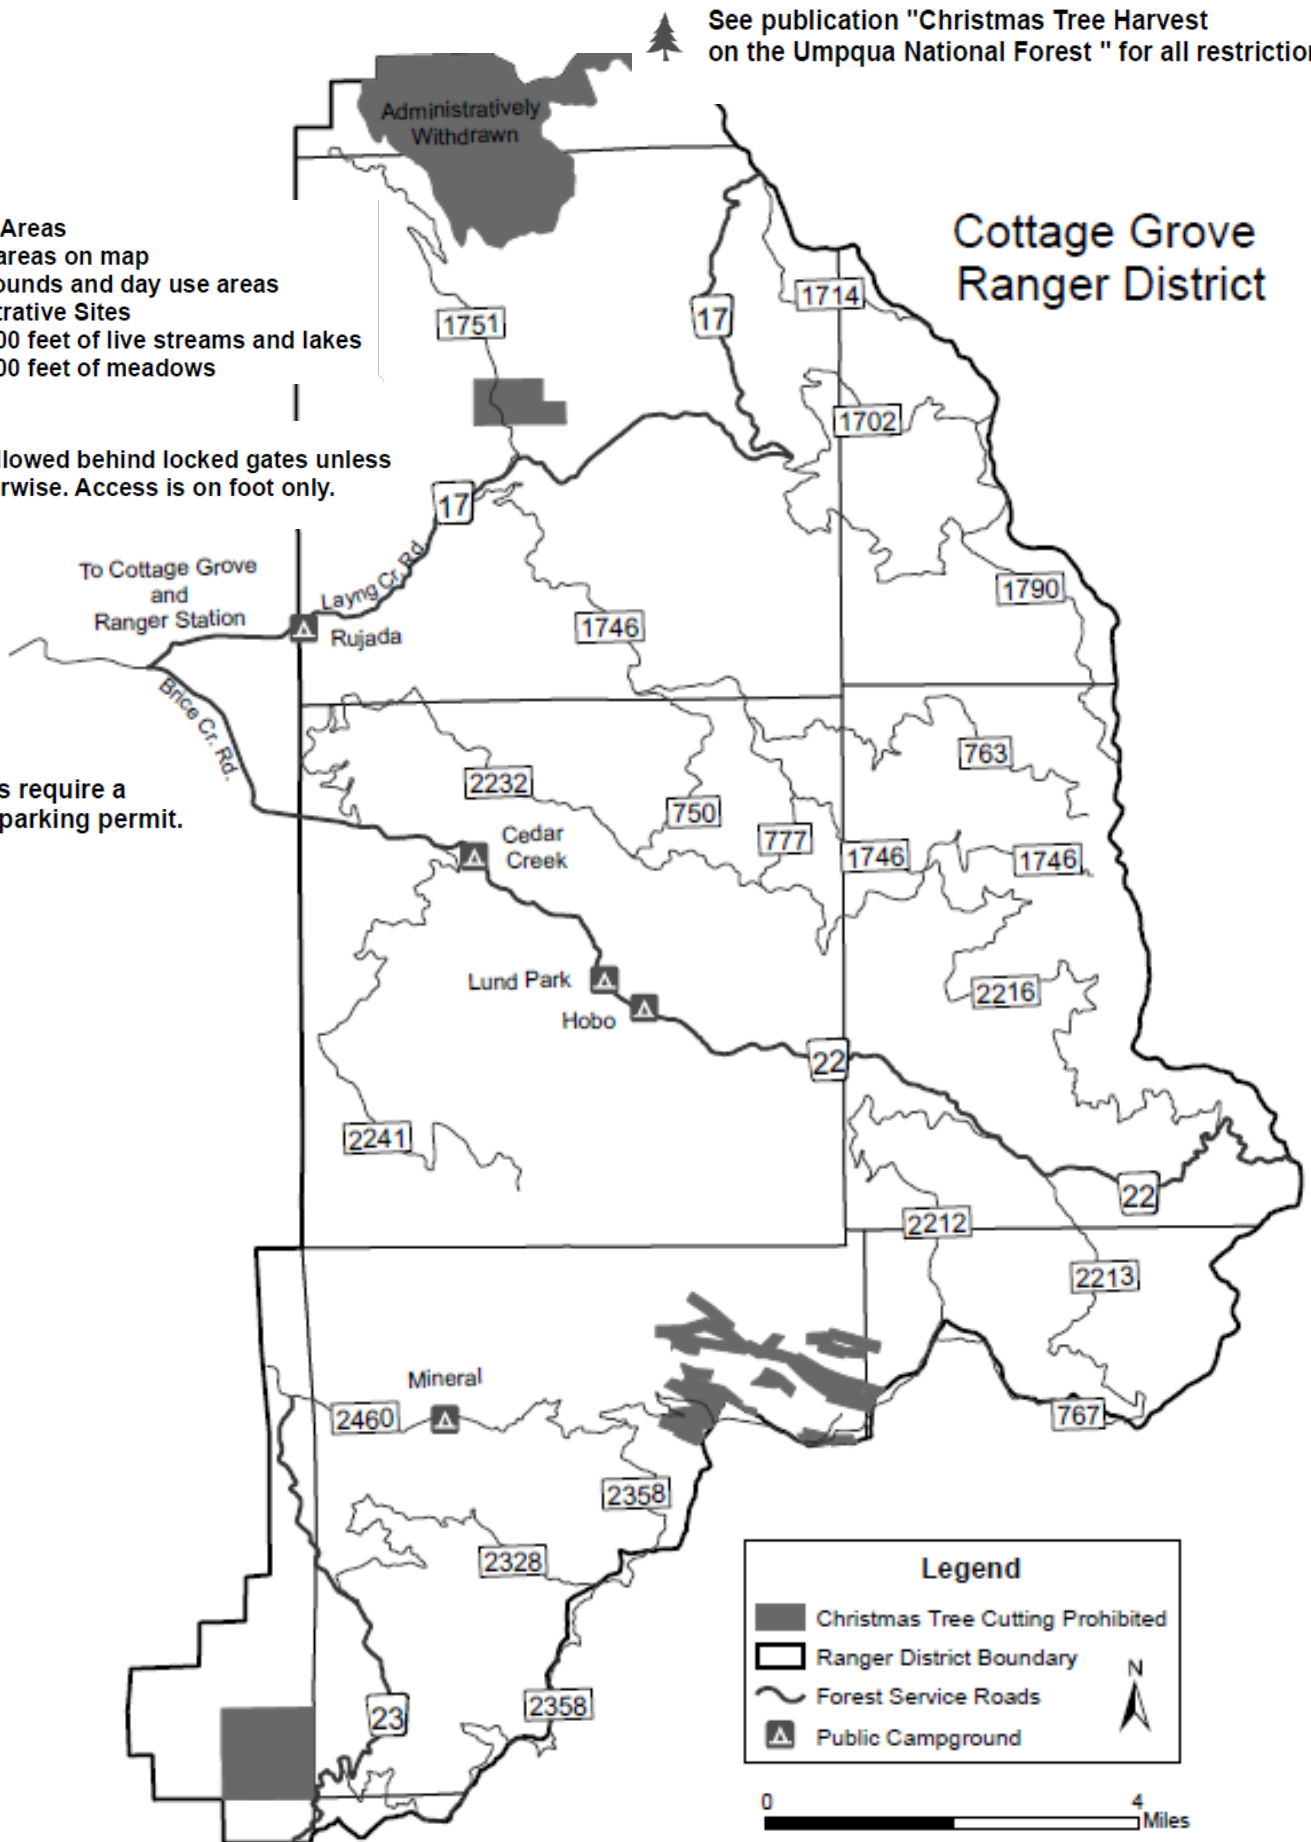 See publication "Christmas Tree Harvest
on the Umpqua National Forest " for all restriction
Administratively
Withdrawn
Areas
areas on map
ounds and day use areas
trative Sites
00 feet of live streams and lakes
00 feet of meadows
Cottage Grove
Ranger District
1714
17
1751
1702
llowed behind locked gates unless
rwise. Access is on foot only.
17
To Cottage Grove
and
Ranger Station
Layng Cr. Rd.
Rujada
1746
1790
Brice Cr. Rd.
763
2232
750
s require a
parking permit.
777
Cedar
Creek
1746
1746
Lund Park
2216
Hobo
22
2241
22
2212
2213
Mineral
2460
767
2358
2328
23
2358
Legend
Christmas Tree Cutting Prohibited
Ranger District Boundary
Forest Service Roads
Public Campground
N
0
4
Miles